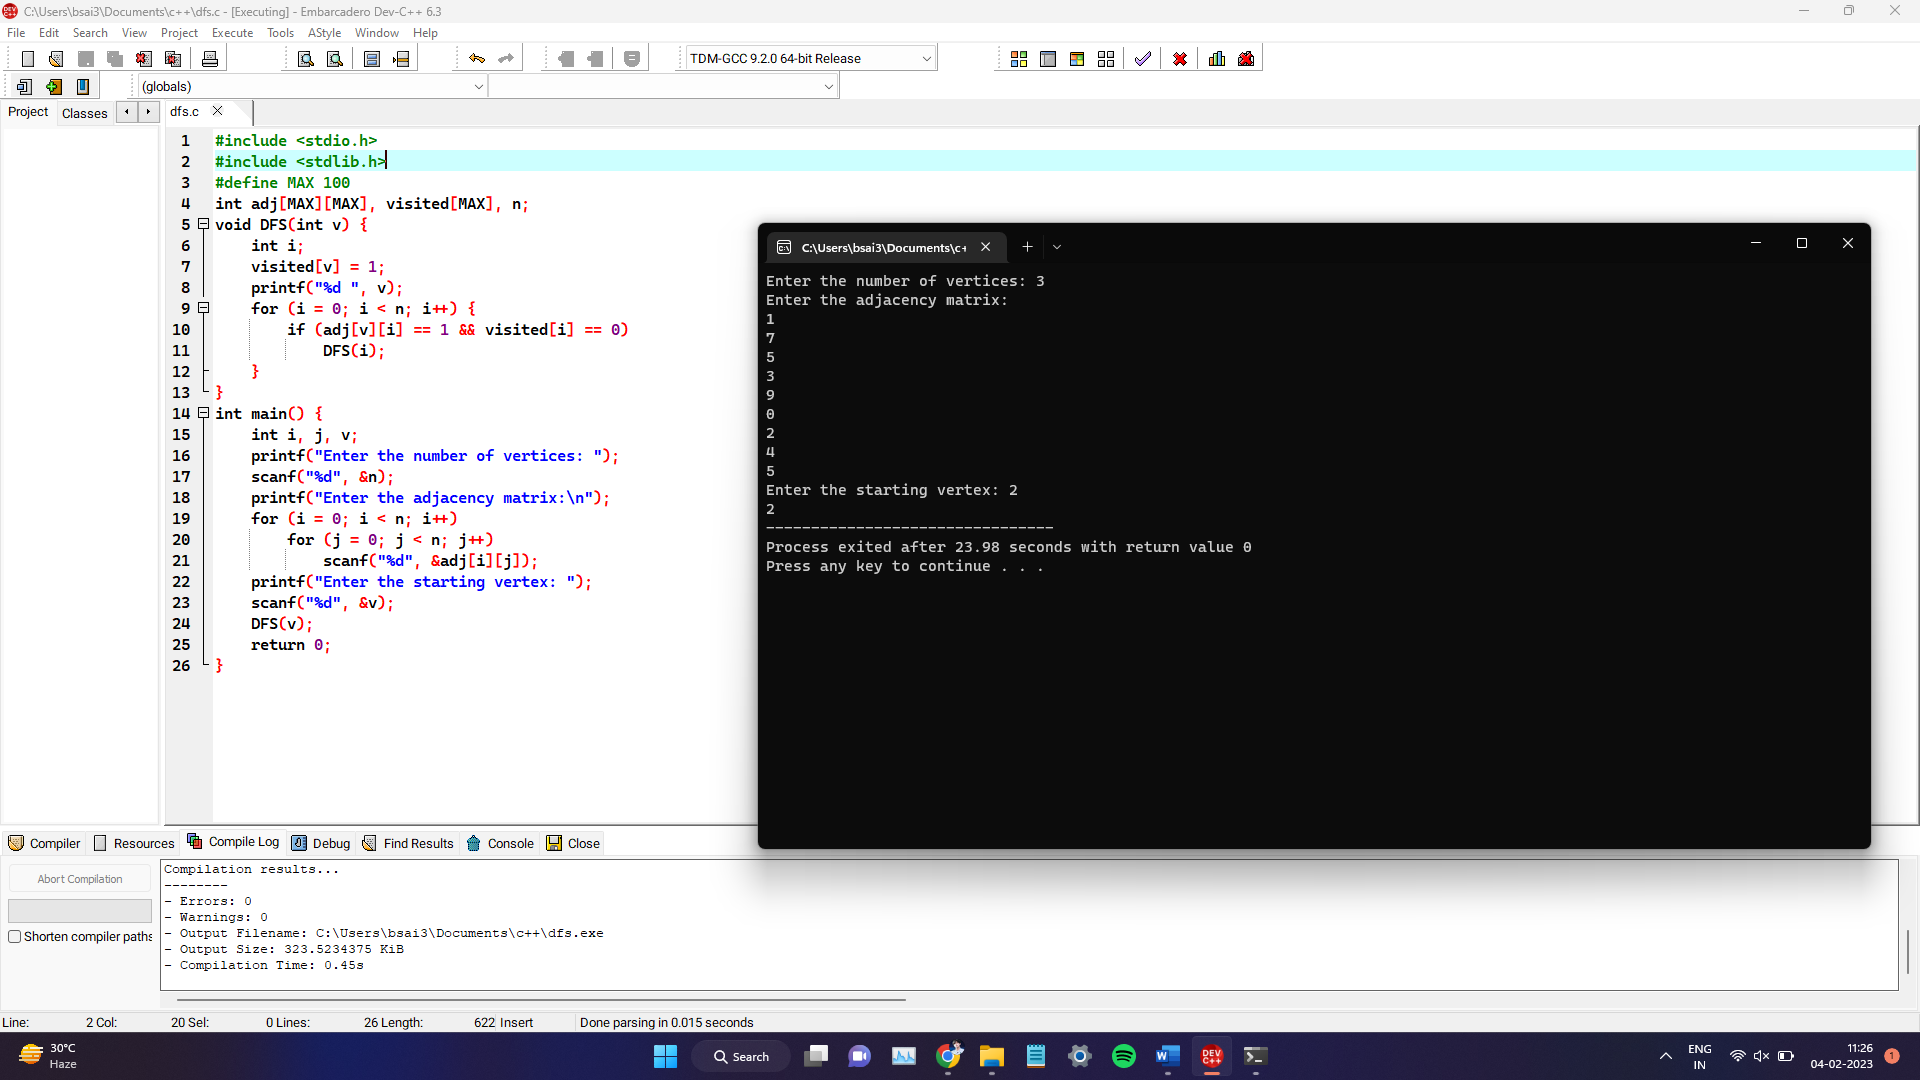 C:\Users\bsai3\Documents\c++\dfs.c - [Executing] - Embarcadero Dev-C++ 6.3
File Edit Search View Project Execute Tools AStyle Window Help
TDM-GCC 9.2.0 64-bit Release
(globals)
Project Classes dfs.c
1 #include <stdio.h>
2 #include <stdlib.h>
3 #define MAX 100
4 int adj[MAX][MAX], visited[MAX], n;
5 void DFS(int v) {
6 int i;
7 visited[v] = 1;
8 printf("%d ", v);
9 for (i = 0; i < n; i++) {
10 if (adj[v][i] == 1 && visited[i] == 0)
11 DFS(i);
12 }
13 }
14 int main() {
15 int i, j, v;
16 printf("Enter the number of vertices: ");
17 scanf("%d", &n);
18 printf("Enter the adjacency matrix:\n");
19 for (i = 0; i < n; i++)
20 for (j = 0; j < n; j++)
21 scanf("%d", &adj[i][j]);
22 printf("Enter the starting vertex: ");
23 scanf("%d", &v);
24 DFS(v);
25 return 0;
26 }
C:\Users\bsai3\Documents\c+
Enter the number of vertices: 3
Enter the adjacency matrix:
1
7
5
3
9
0
2
4
5
Enter the starting vertex: 2
2
--------------------------------
Process exited after 23.98 seconds with return value 0
Press any key to continue . . .
Compiler Resources Compile Log Debug Find Results Console Close
Abort Compilation
Shorten compiler paths
Compilation results...
--------
- Errors: 0
- Warnings: 0
- Output Filename: C:\Users\bsai3\Documents\c++\dfs.exe
- Output Size: 323.5234375 KiB
- Compilation Time: 0.45s
Line: 2 Col: 20 Sel: 0 Lines: 26 Length: 622 Insert Done parsing in 0.015 seconds
30°C
Haze
Search
DEV C++
ENG
IN
11:26
04-02-2023
1